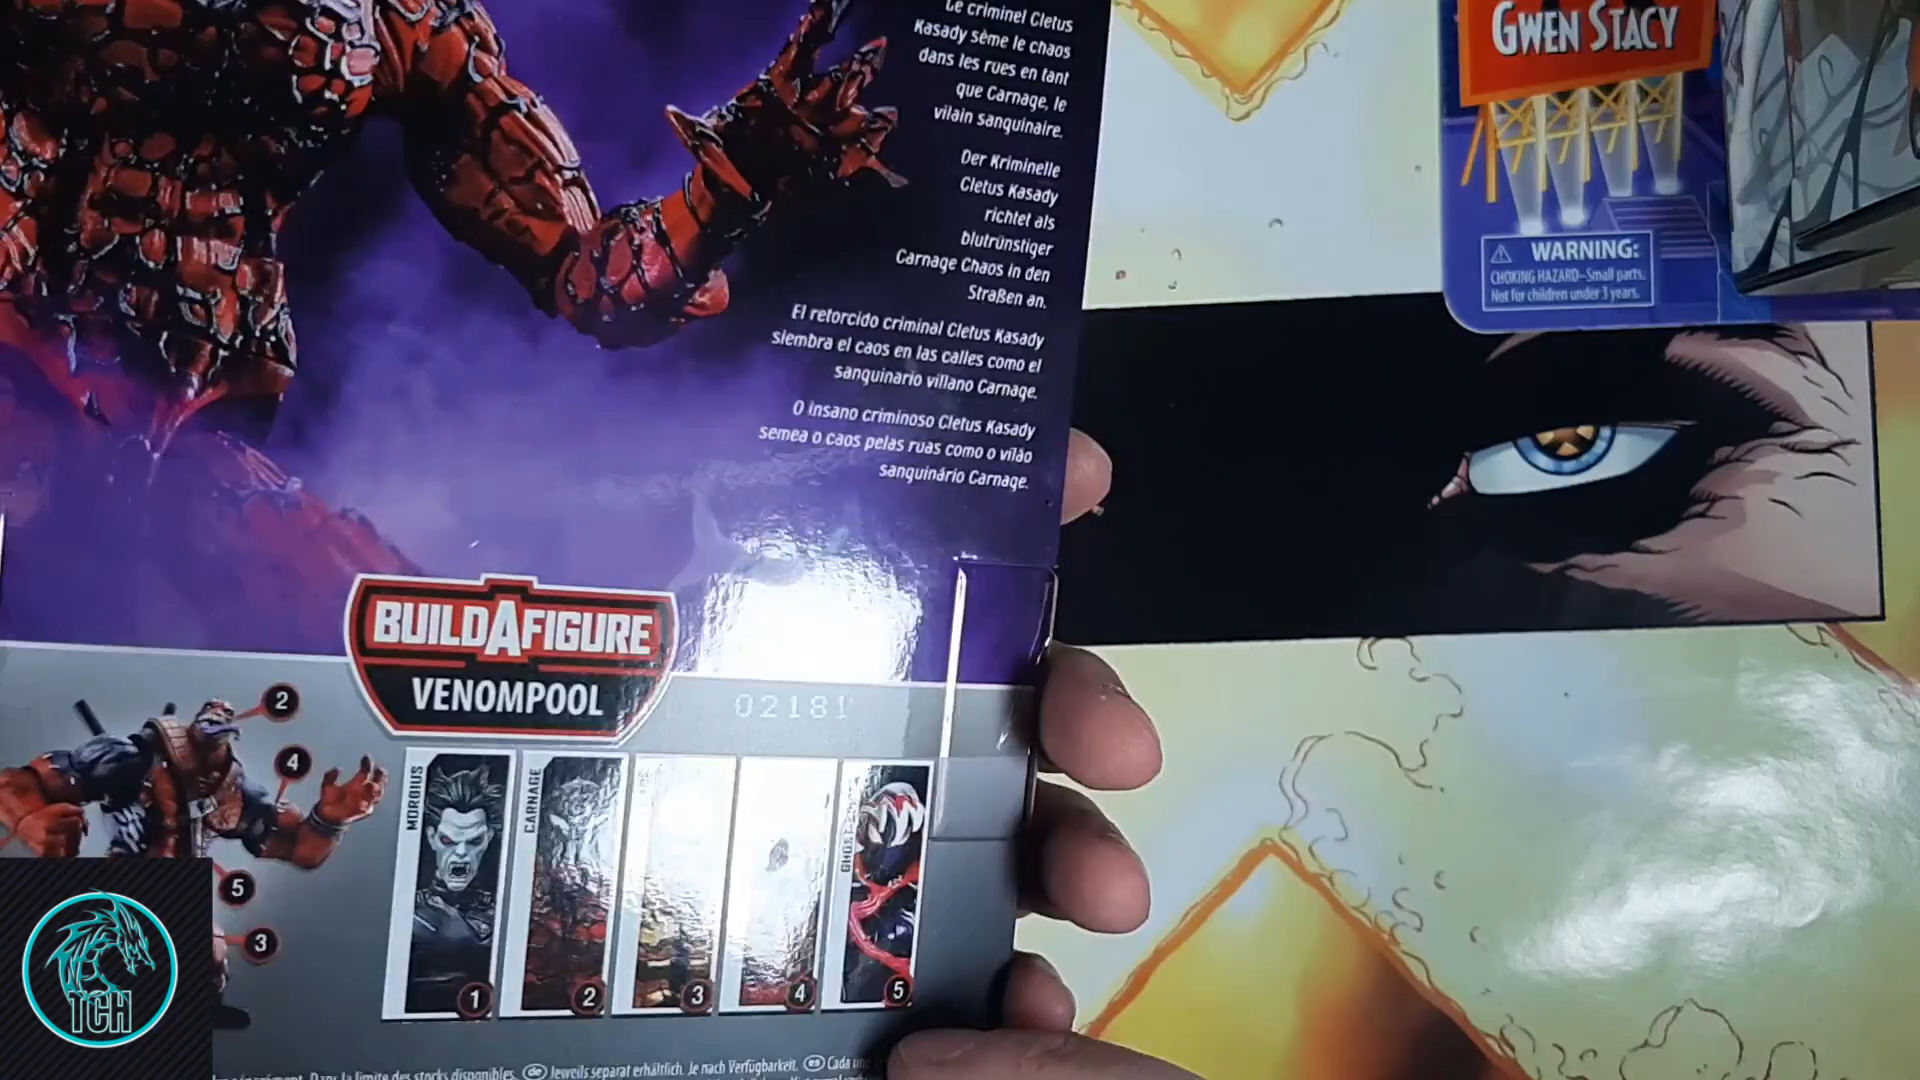 Le criminel Cletus
Kasady sème le chaos
dans les rues en tant
que Carnage, le
vilain sanguinaire.
Der Kriminelle
Cletus Kasady
richtet als
blutrünstiger
Carnage Chaos in den
Straßen an.
El retorcido criminal Cletus Kasady
siembra el caos en las calles como el
sanguinario villano Carnage.
O insano criminoso Cletus Kasady
semea o caos pelas ruas como o vilão
sanguinário Carnage.
BUILD A FIGURE
VENOMPOOL
02181
2
4
5
3
MORBIUS
1
CARNAGE
2
3
4
5
Dans la limite des stocks disponibles. de Jeweils separat erhältlich. Je nach Verfügbarkeit. es Cada
GWEN STACY
WARNING:
CHOKING HAZARD–Small parts.
Not for children under 3 years.
TCH